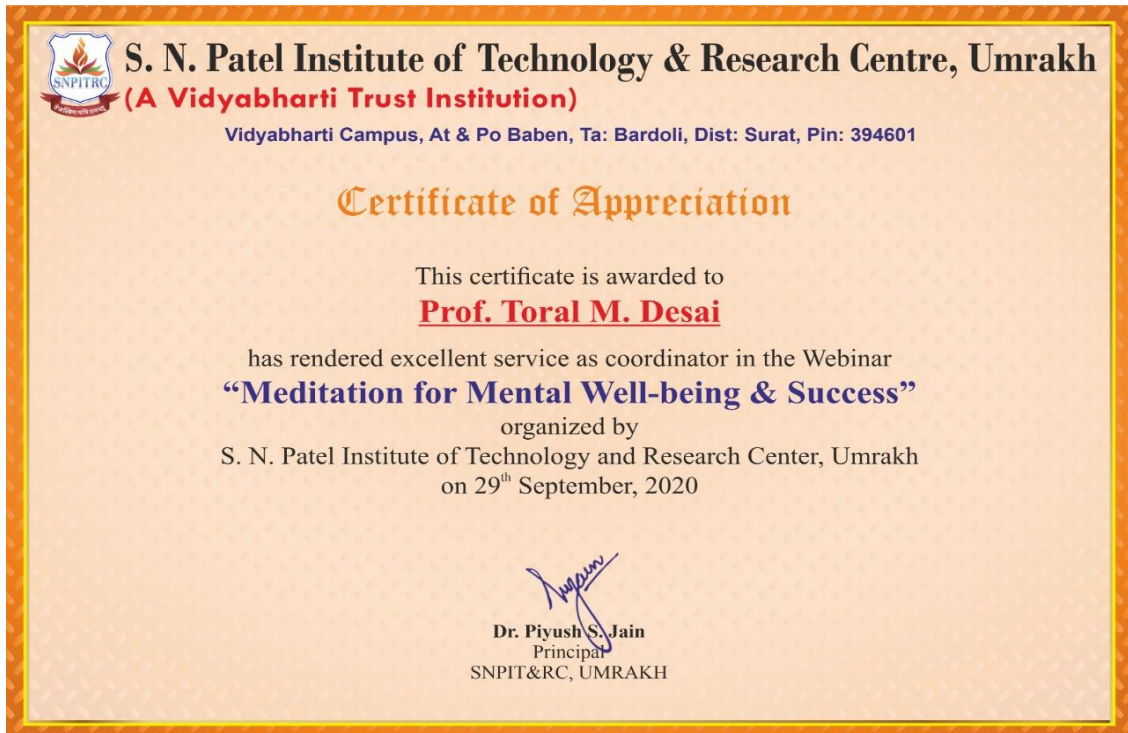 SNPITRC
S. N. Patel Institute of Technology & Research Centre, Umrakh
(A Vidyabharti Trust Institution)
Vidyabharti Campus, At & Po Baben, Ta: Bardoli, Dist: Surat, Pin: 394601
Certificate of Appreciation
This certificate is awarded to
Prof. Toral M. Desai
has rendered excellent service as coordinator in the Webinar
“Meditation for Mental Well-being & Success”
organized by
S. N. Patel Institute of Technology and Research Center, Umrakh
on 29th September, 2020
Dr. Piyush S. Jain
Principal
SNPIT&RC, UMRAKH